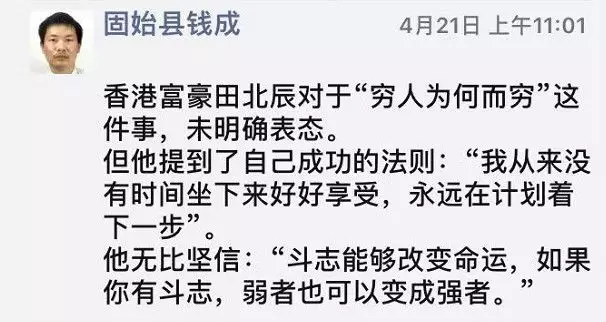 固始县钱成
4月21日 上午11:01
香港富豪田北辰对于“穷人为何而穷”这
件事，未明确表态。
但他提到了自己成功的法则：“我从来没
有时间坐下来好好享受，永远在计划着
下一步”。
他无比坚信：“斗志能够改变命运，如果
你有斗志，弱者也可以变成强者。”